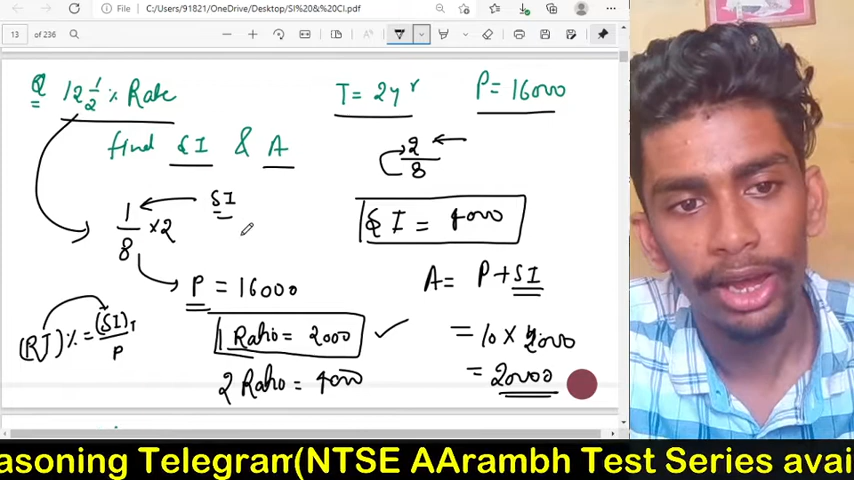 C:/Users/91821/OneDrive/Desktop/SI%20&%20CI.pdf
13 of 236
Q 12 1/2 % Rate T = 2yr P = 16000
find SI & A
2/8
1/8 ×2 SI
SI = 4000
P = 16000
A = P+SI
(RT)% = (SI)T/P
1 Ratio = 2000
= 10 × 2000
2 Ratio = 4000
= 20000
asoning Telegram(NTSE AArambh Test Series avai